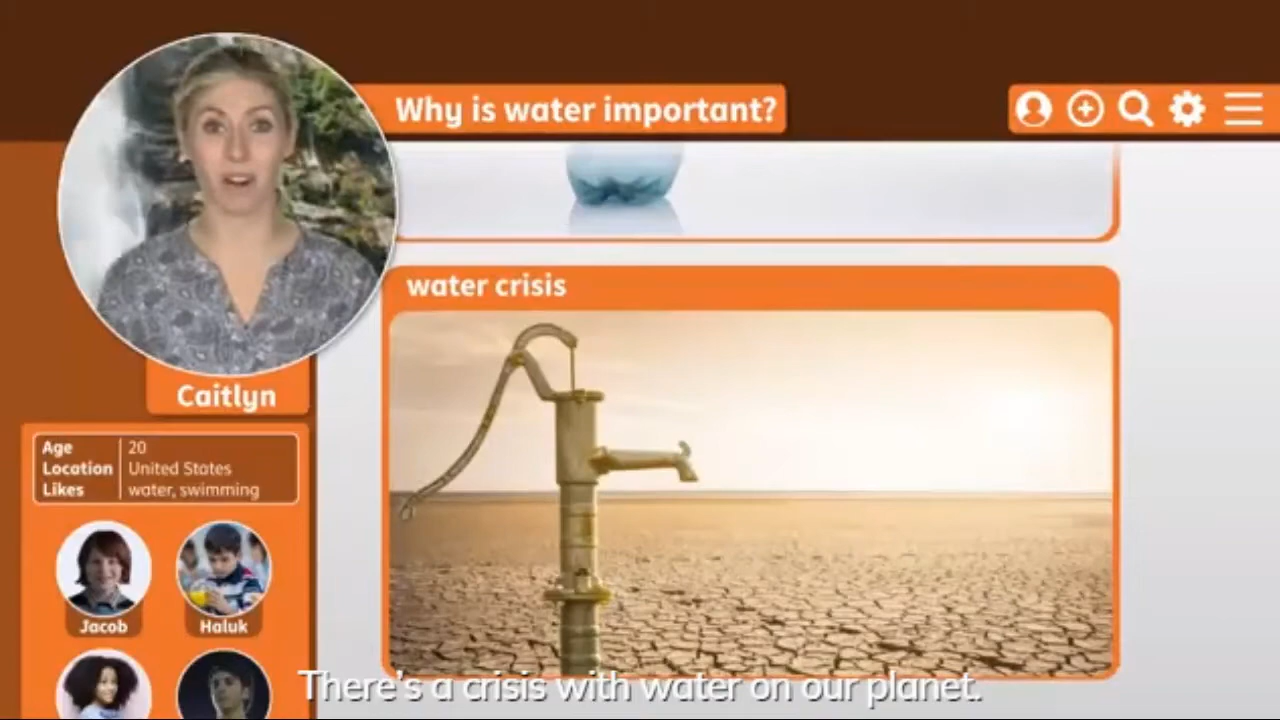 Why is water important?
water crisis
Caitlyn
Age 20
Location United States
Likes water, swimming
Jacob
Haluk
There's a crisis with water on our planet.